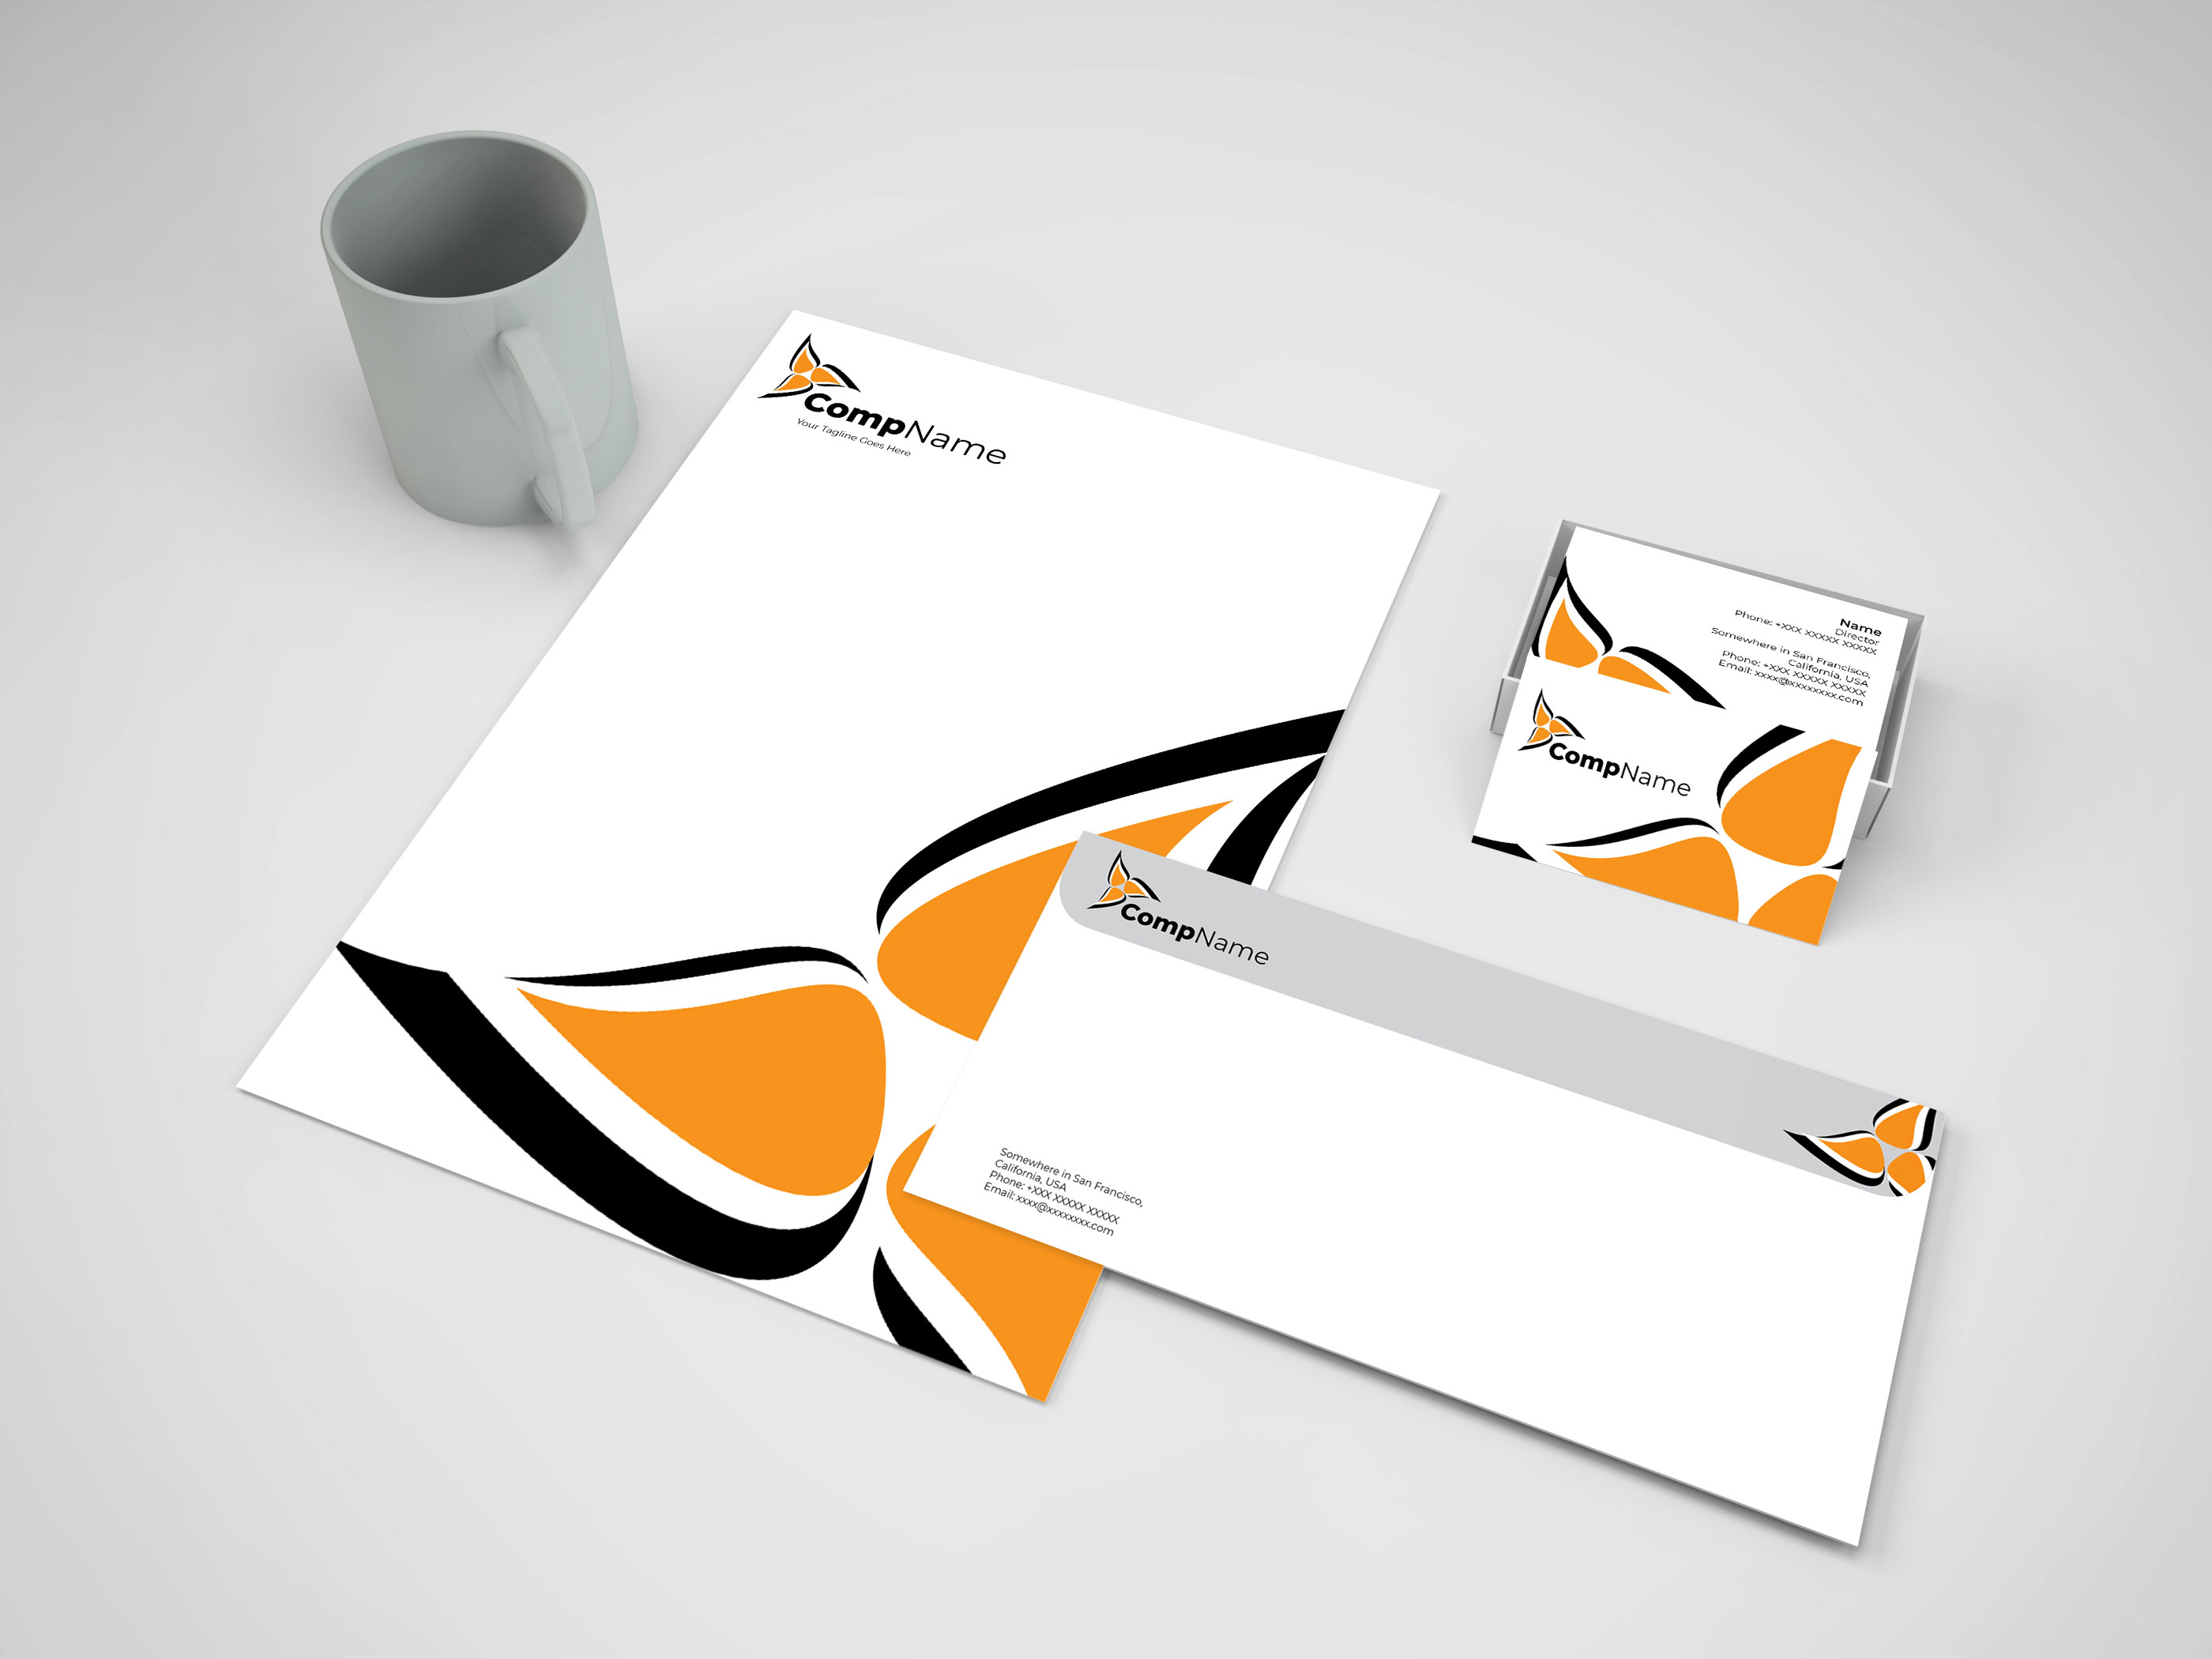 CompName
Your Tagline Goes Here
Name
Director
Phone: +XXX XXXXX XXXXX
Somewhere in San Francisco,
California, USA
Phone: +XXX XXXXX XXXXX
Email: xxxx@xxxxxxxx.com
CompName
CompName
Somewhere in San Francisco,
California, USA
Phone: +XXX XXXXX XXXXX
Email: xxxx@xxxxxxxx.com